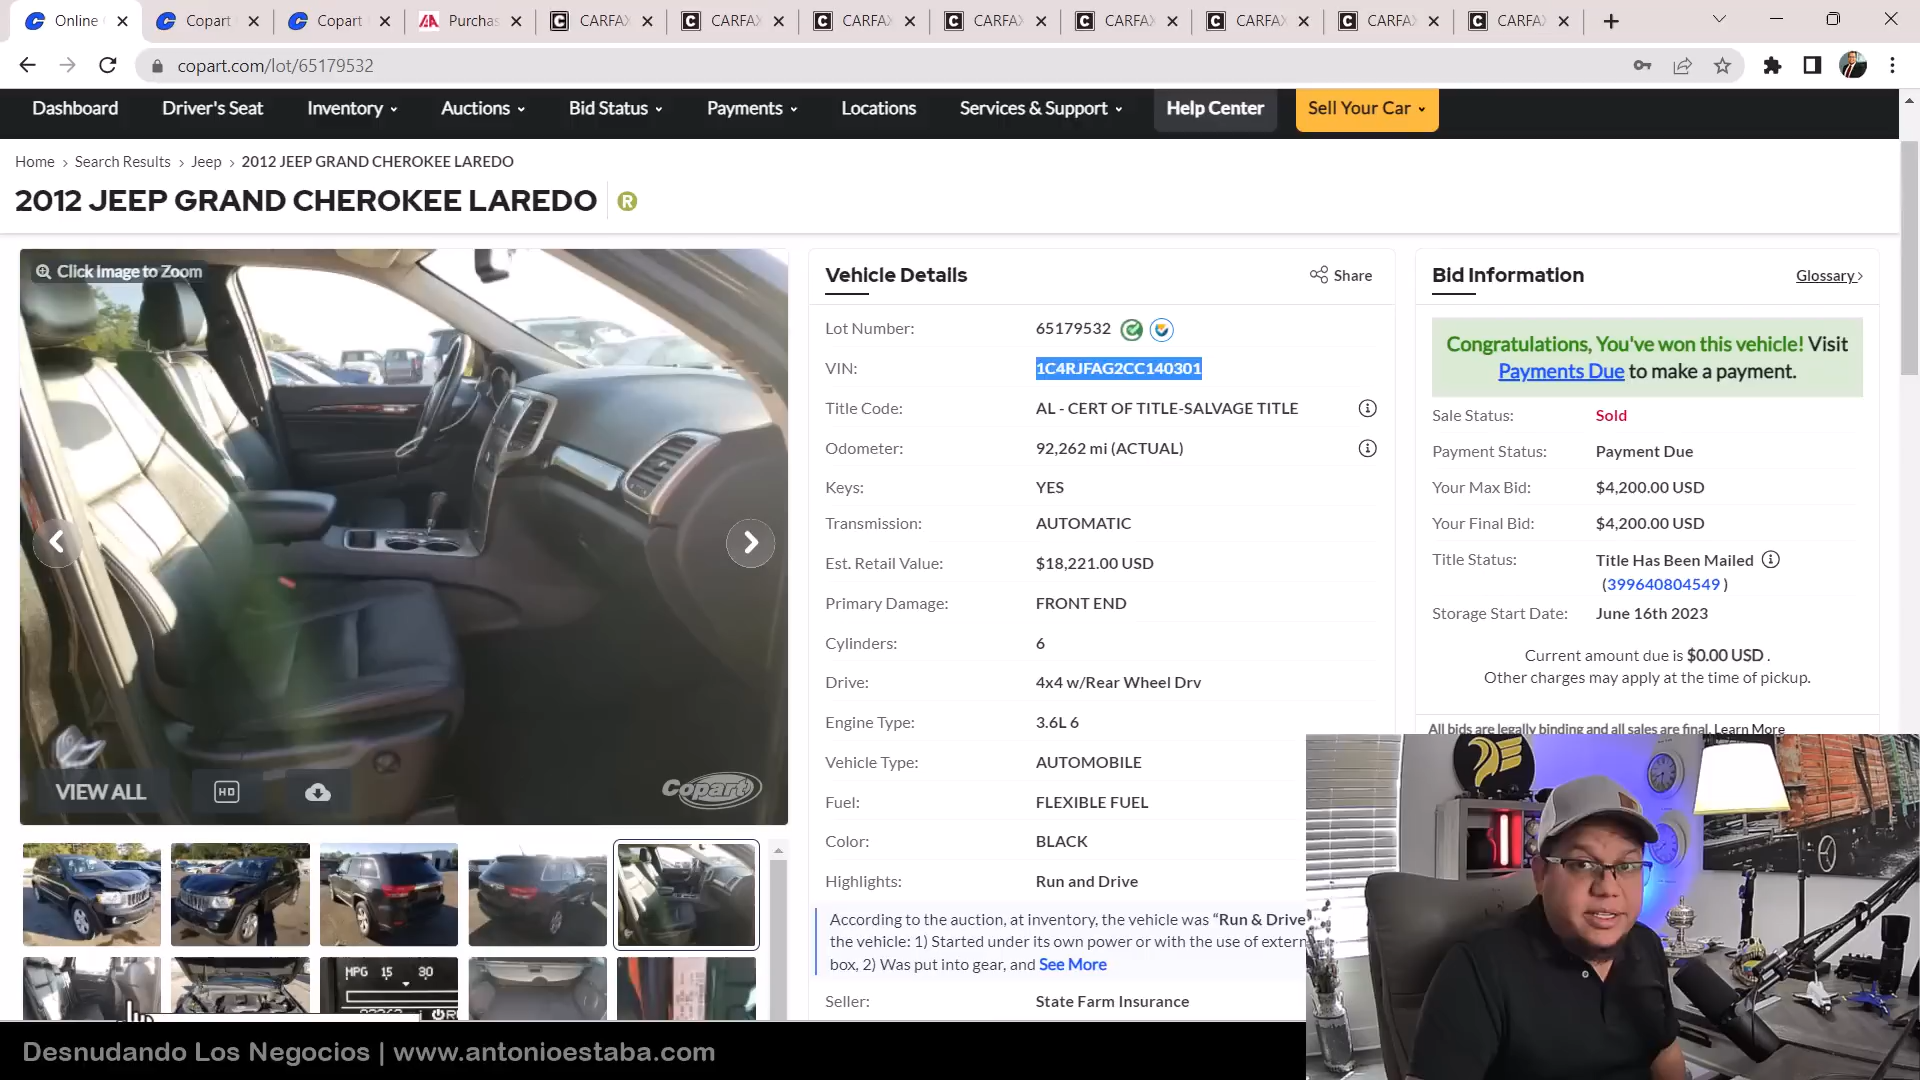 Online
Copart
Copart
Purchas
CARFAX
CARFAX
CARFAX
CARFAX
CARFAX
CARFAX
CARFAX
CARFAX
copart.com/lot/65179532
Dashboard Driver's Seat Inventory Auctions Bid Status Payments Locations Services & Support Help Center Sell Your Car
Home > Search Results > Jeep > 2012 JEEP GRAND CHEROKEE LAREDO
2012 JEEP GRAND CHEROKEE LAREDO R
Click Image to Zoom
VIEW ALL
HD
Copart
MPG 15 30
Vehicle Details
Share
Lot Number: 65179532
VIN: 1C4RJFAG2CC140301
Title Code: AL - CERT OF TITLE-SALVAGE TITLE
Odometer: 92,262 mi (ACTUAL)
Keys: YES
Transmission: AUTOMATIC
Est. Retail Value: $18,221.00 USD
Primary Damage: FRONT END
Cylinders: 6
Drive: 4x4 w/Rear Wheel Drv
Engine Type: 3.6L 6
Vehicle Type: AUTOMOBILE
Fuel: FLEXIBLE FUEL
Color: BLACK
Highlights: Run and Drive
According to the auction, at inventory, the vehicle was “Run & Drive
the vehicle: 1) Started under its own power or with the use of extern
box, 2) Was put into gear, and See More
Seller: State Farm Insurance
Bid Information
Glossary >
Congratulations, You've won this vehicle! Visit
Payments Due to make a payment.
Sale Status: Sold
Payment Status: Payment Due
Your Max Bid: $4,200.00 USD
Your Final Bid: $4,200.00 USD
Title Status: Title Has Been Mailed
(399640804549 )
Storage Start Date: June 16th 2023
Current amount due is $0.00 USD .
Other charges may apply at the time of pickup.
All bids are legally binding and all sales are final. Learn More
Desnudando Los Negocios | www.antonioestaba.com